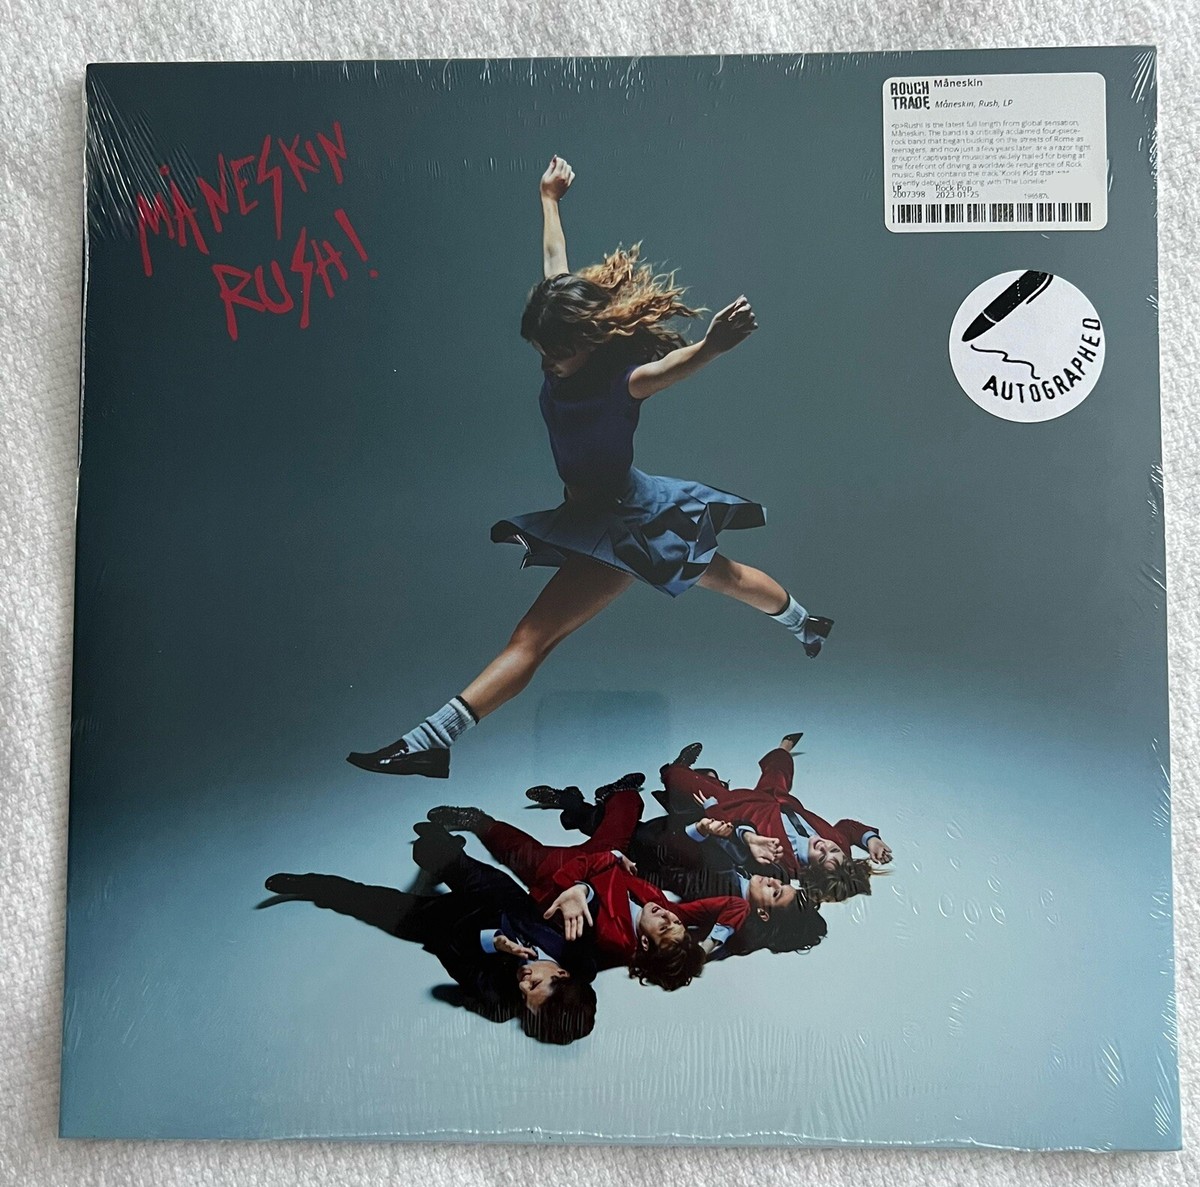 MÅNESKIN
RUSH!
ROUGH
TRADE
Måneskin
Måneskin, Rush, LP
<p>Rush! is the latest full length from global sensation,
Måneskin. The band is a critically acclaimed four-piece-
rock band that began busking on the streets of Rome as
teenagers, and now just a few years later, are a razor tight
group of captivating musicians widely hailed for being at
the forefront of driving a worldwide resurgence of Rock
music. Rush! contains the track 'Kool Kids' that was
recently debuted live along with 'The Loneliest
LP Rock-Pop
2007398 2023-01-25
AUTOGRAPHED